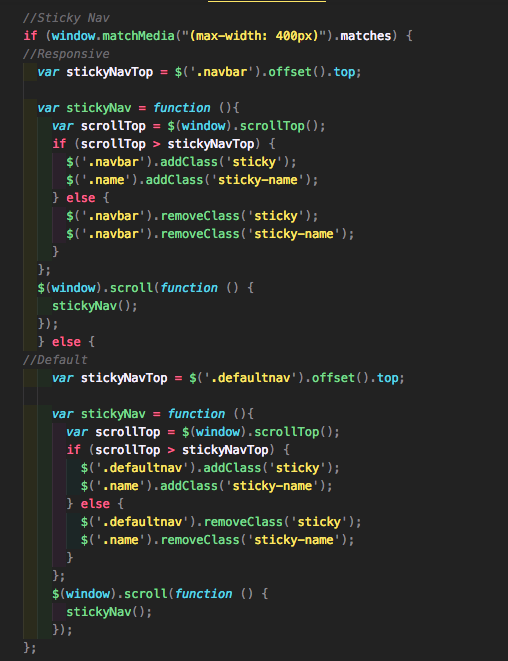 //Sticky Nav
if (window.matchMedia("(max-width: 400px)").matches) {
//Responsive
  var stickyNavTop = $('.navbar').offset().top;

  var stickyNav = function (){
    var scrollTop = $(window).scrollTop();
    if (scrollTop > stickyNavTop) {
      $('.navbar').addClass('sticky');
      $('.name').addClass('sticky-name');
    } else {
      $('.navbar').removeClass('sticky');
      $('.navbar').removeClass('sticky-name');
    }
  };
  $(window).scroll(function () {
    stickyNav();
  });
  } else {
//Default
    var stickyNavTop = $('.defaultnav').offset().top;

    var stickyNav = function (){
      var scrollTop = $(window).scrollTop();
      if (scrollTop > stickyNavTop) {
        $('.defaultnav').addClass('sticky');
        $('.name').addClass('sticky-name');
      } else {
        $('.defaultnav').removeClass('sticky');
        $('.name').removeClass('sticky-name');
      }
    };
    $(window).scroll(function () {
      stickyNav();
    });
};